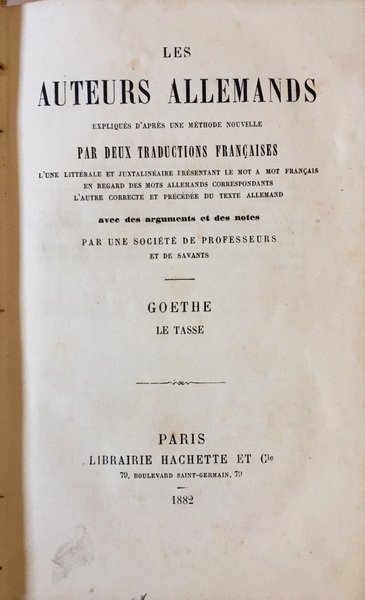 LES
AUTEURS ALLEMANDS
EXPLIQUÉS D'APRÈS UNE MÉTHODE NOUVELLE
PAR DEUX TRADUCTIONS FRANÇAISES
L'UNE LITTÉRALE ET JUXTALINÉAIRE PRÉSENTANT LE MOT A MOT FRANÇAIS
EN REGARD DES MOTS ALLEMANDS CORRESPONDANTS
L'AUTRE CORRECTE ET PRÉCÉDÉE DU TEXTE ALLEMAND
avec des arguments et des notes
PAR UNE SOCIÉTÉ DE PROFESSEURS
ET DE SAVANTS
GOETHE
LE TASSE
PARIS
LIBRAIRIE HACHETTE ET Cie
79, BOULEVARD SAINT-GERMAIN, 79
1882